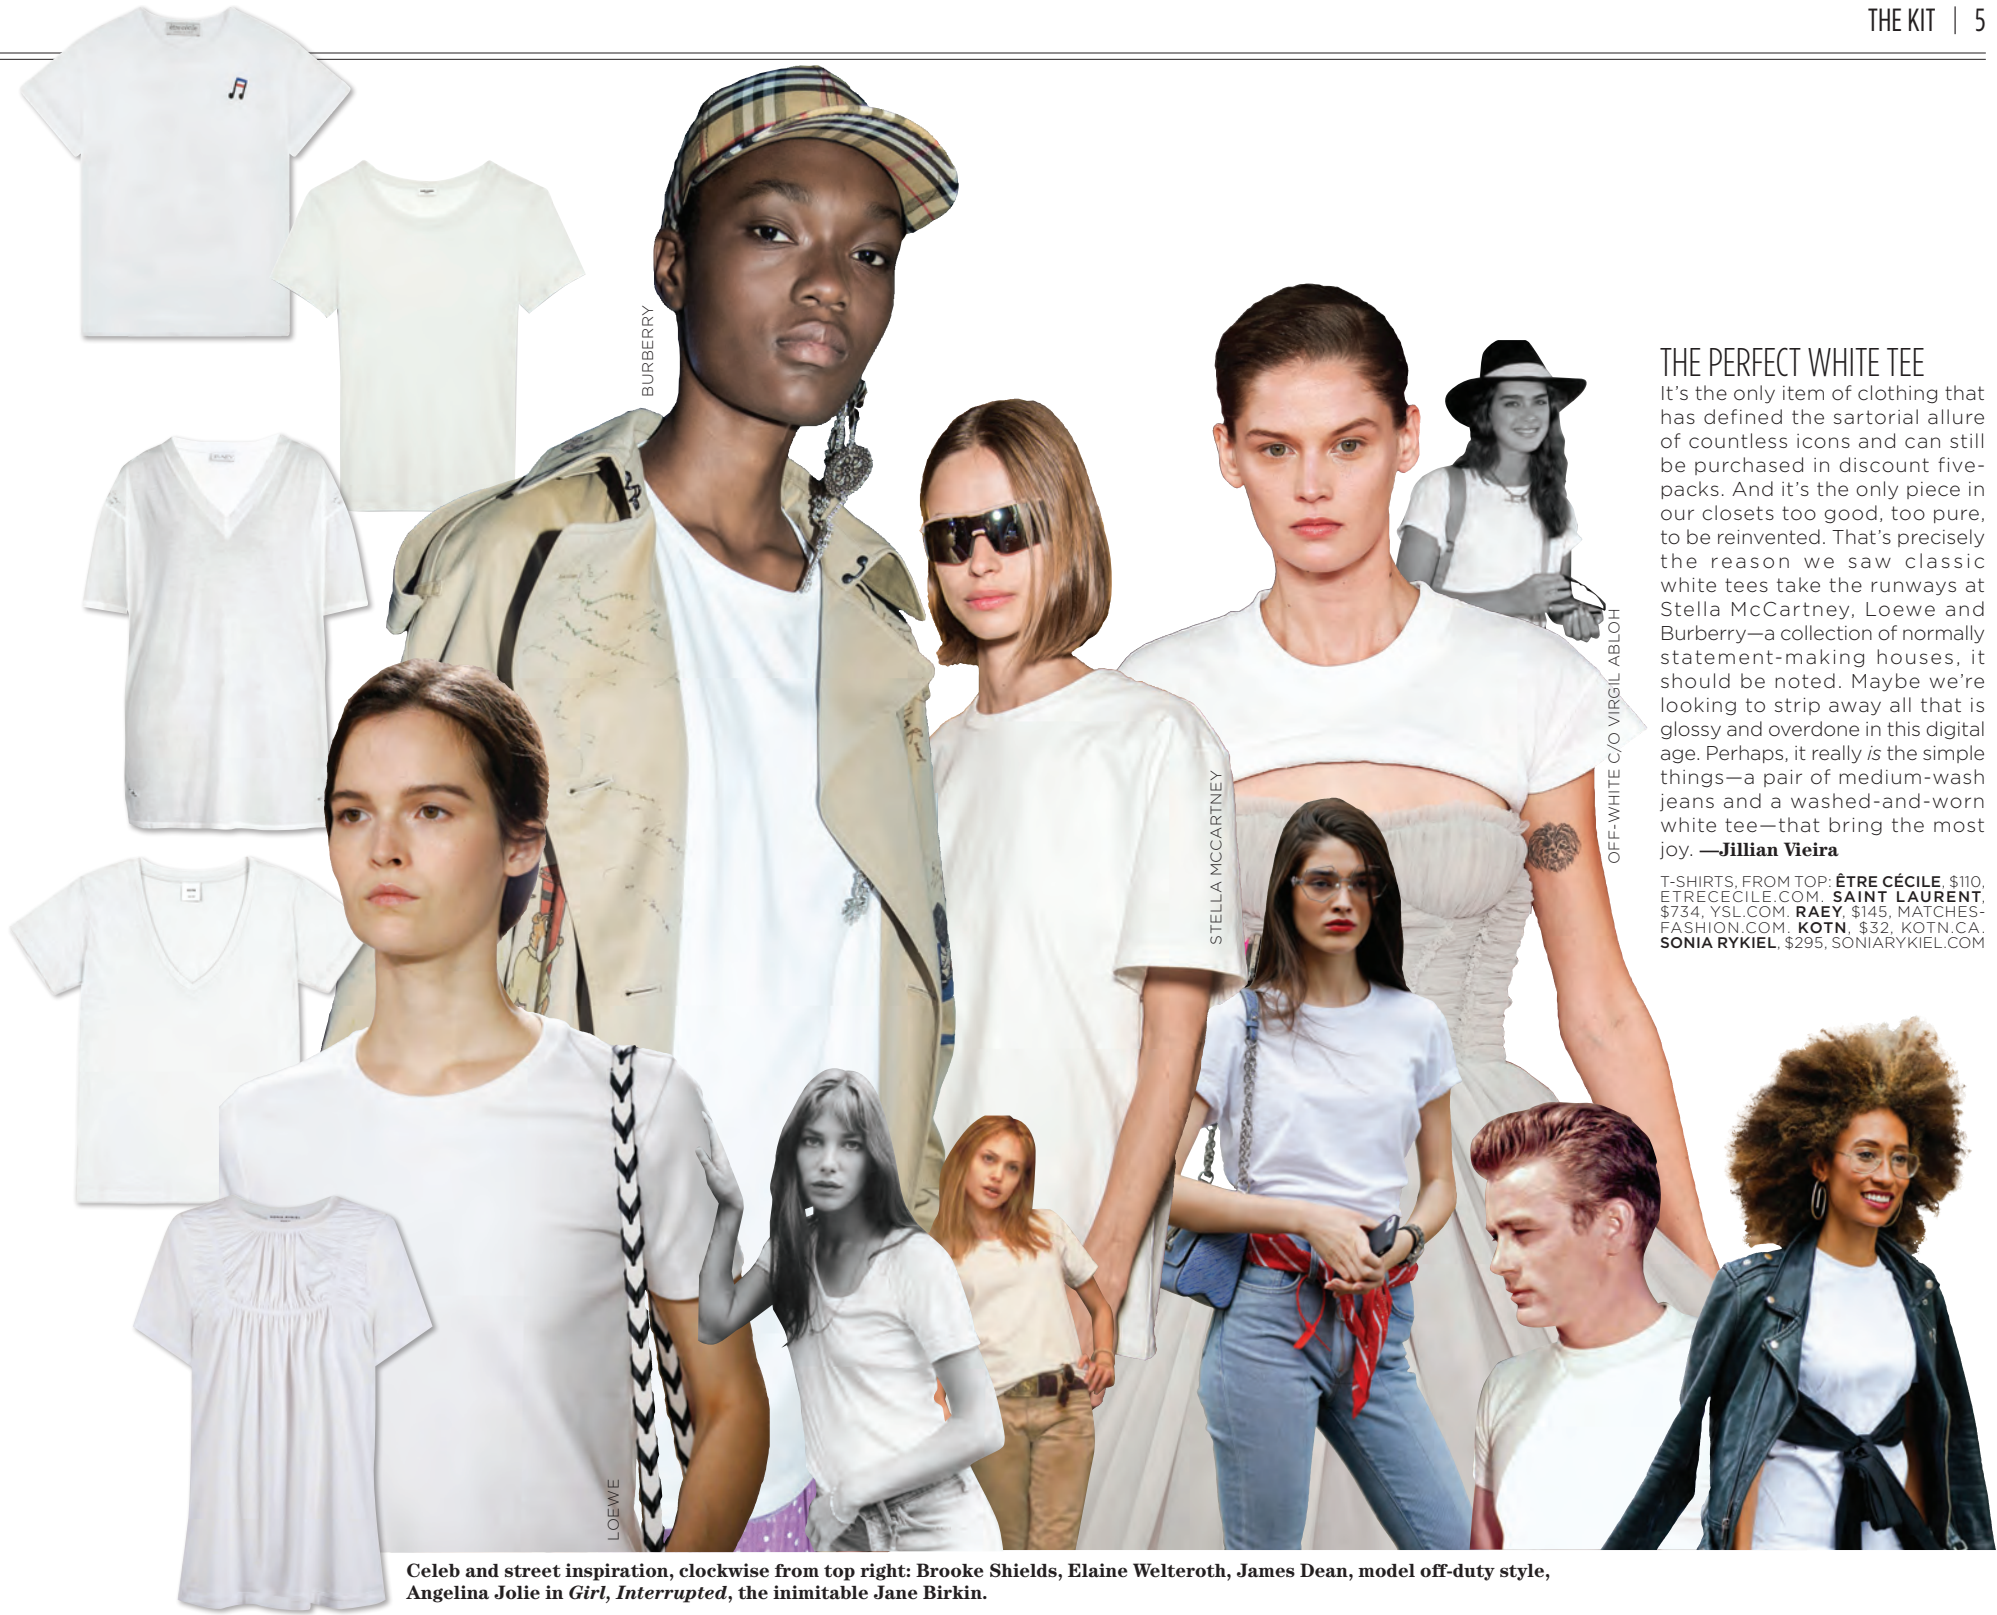 THE KIT | 5
BURBERRY
STELLA MCCARTNEY
OFF-WHITE C/O VIRGIL ABLOH
LOEWE
THE PERFECT WHITE TEE
It’s the only item of clothing that
has defined the sartorial allure
of countless icons and can still
be purchased in discount five-
packs. And it’s the only piece in
our closets too good, too pure,
to be reinvented. That’s precisely
the reason we saw classic
white tees take the runways at
Stella McCartney, Loewe and
Burberry—a collection of normally
statement-making houses, it
should be noted. Maybe we’re
looking to strip away all that is
glossy and overdone in this digital
age. Perhaps, it really is the simple
things—a pair of medium-wash
jeans and a washed-and-worn
white tee—that bring the most
joy. —Jillian Vieira
T-SHIRTS, FROM TOP: ÊTRE CÉCILE, $110,
ETRECECILE.COM. SAINT LAURENT,
$734, YSL.COM. RAEY, $145, MATCHES-
FASHION.COM. KOTN, $32, KOTN.CA.
SONIA RYKIEL, $295, SONIARYKIEL.COM
Celeb and street inspiration, clockwise from top right: Brooke Shields, Elaine Welteroth, James Dean, model off-duty style,
Angelina Jolie in Girl, Interrupted, the inimitable Jane Birkin.